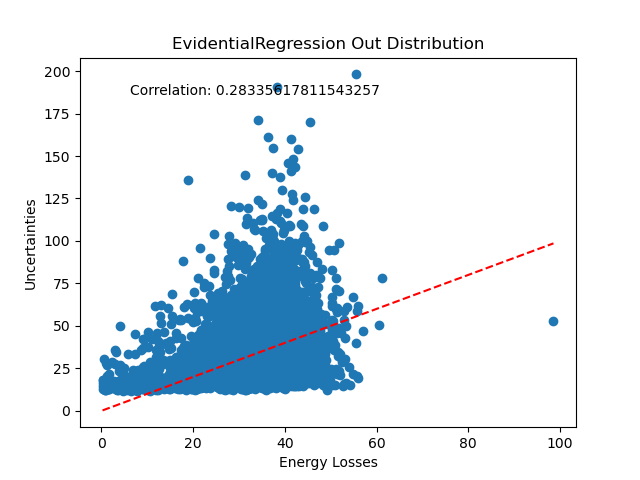 EvidentialRegression Out Distribution
Correlation: 0.28335617811543257
200
175
150
125
100
75
50
25
0
Uncertainties
0 20 40 60 80 100
Energy Losses